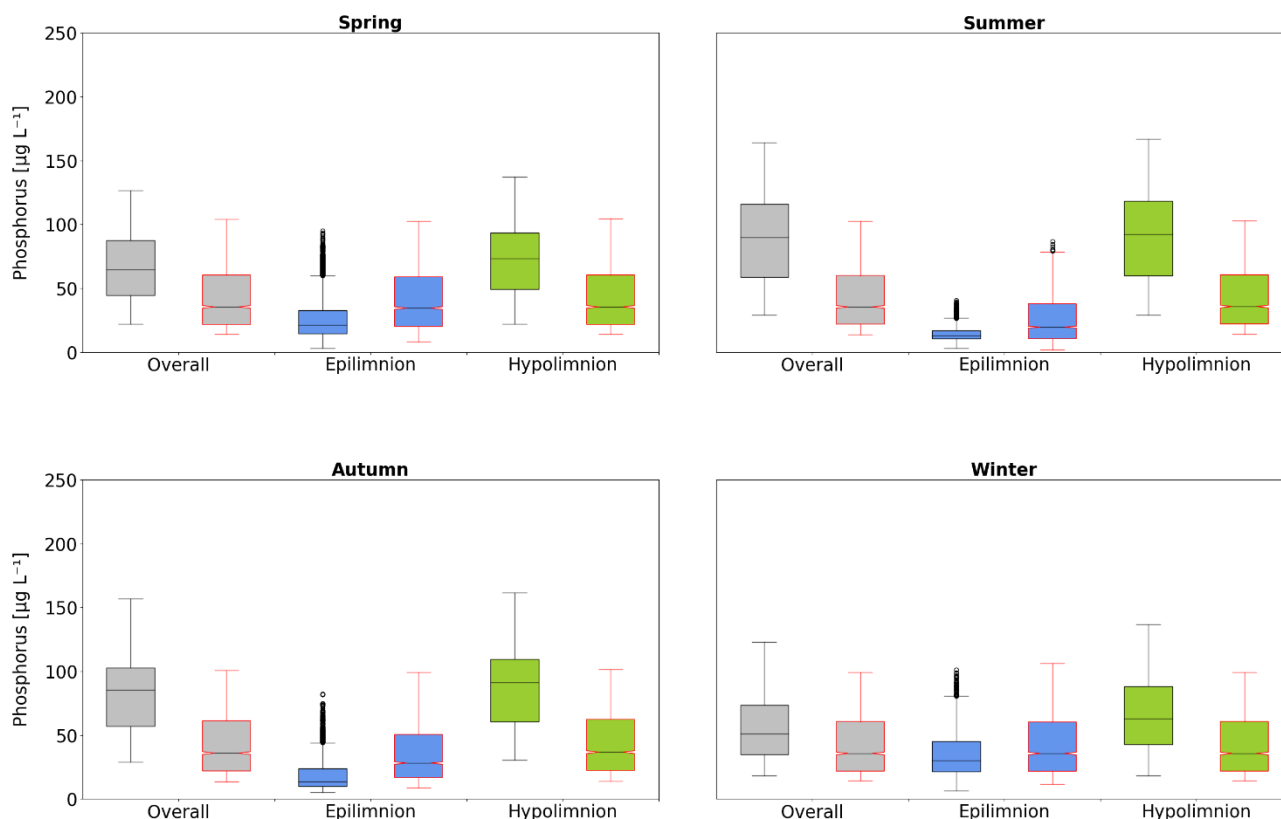 Spring
250
200
150
100
50
0
Phosphorus [µg L⁻¹]
Overall Epilimnion Hypolimnion
Summer
Overall Epilimnion Hypolimnion
Autumn
250
200
150
100
50
0
Phosphorus [µg L⁻¹]
Overall Epilimnion Hypolimnion
Winter
Overall Epilimnion Hypolimnion